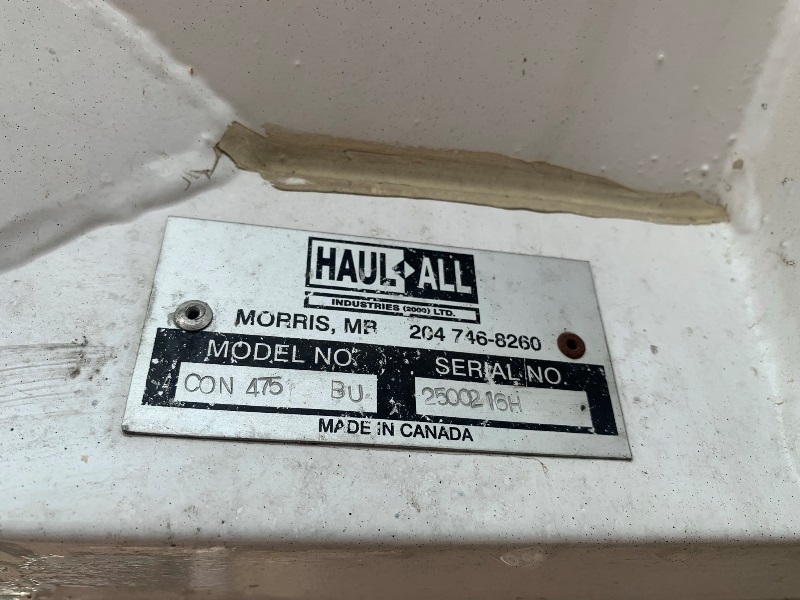 HAUL ALL
INDUSTRIES (2000) LTD.
MORRIS, MB 204 746-8260
MODEL NO. SERIAL NO.
CON 475 BU 2500216H
MADE IN CANADA